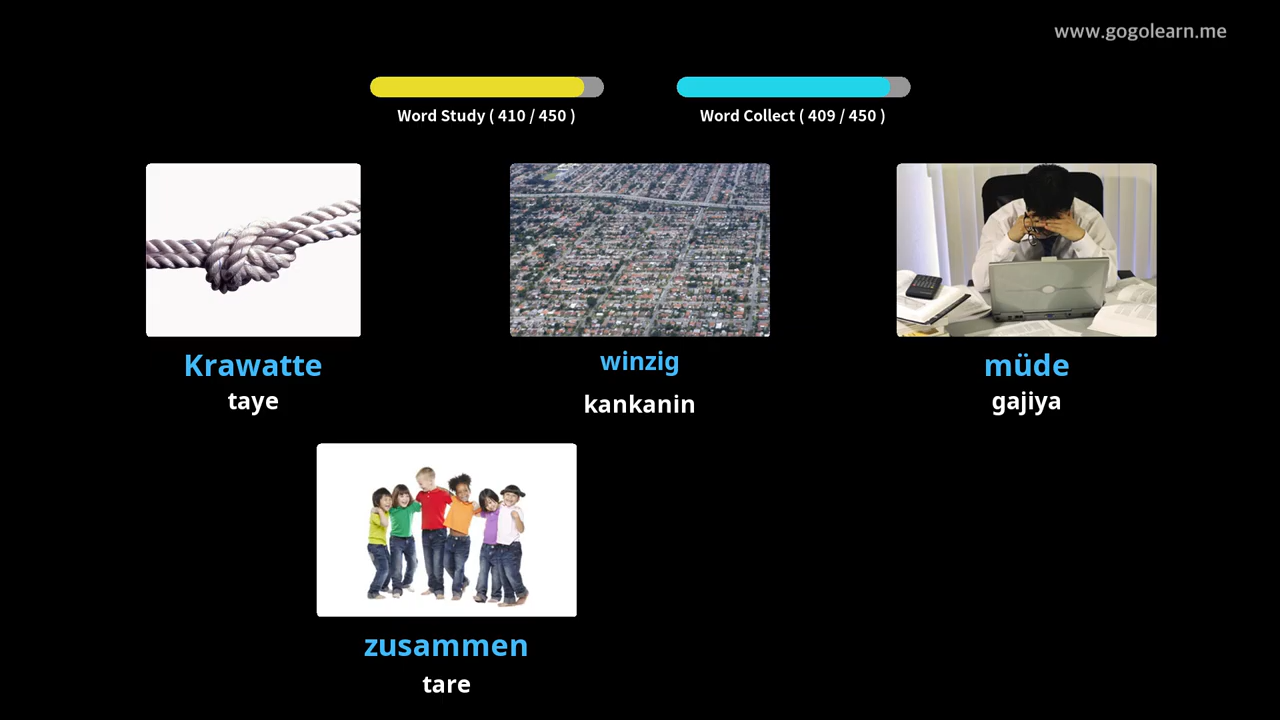 www.gogolearn.me
Word Study ( 410 / 450 )
Word Collect ( 409 / 450 )
Krawatte
taye
winzig
kankanin
müde
gajiya
zusammen
tare